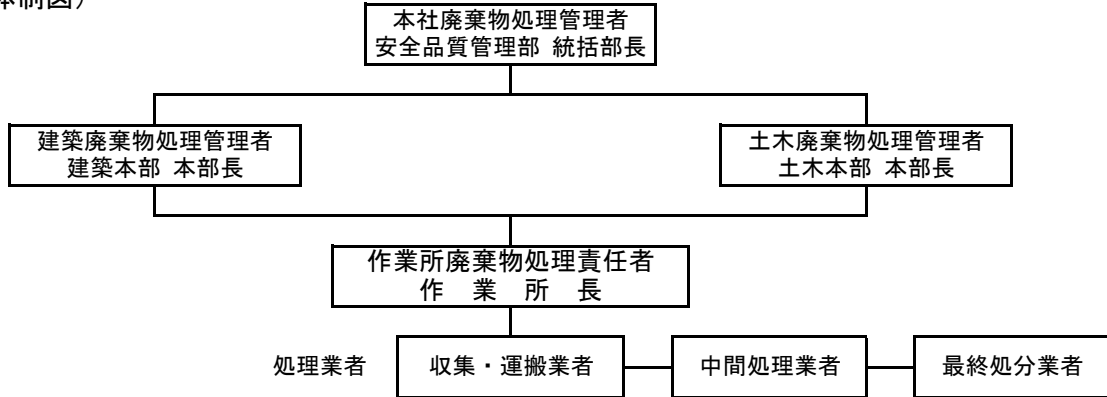 体制図)
本社廃棄物処理管理者
安全品質管理部 統括部長
建築廃棄物処理管理者
建築本部 本部長
土木廃棄物処理管理者
土木本部 本部長
作業所廃棄物処理責任者
作 業 所 長
処理業者 収集・運搬業者 中間処理業者 最終処分業者